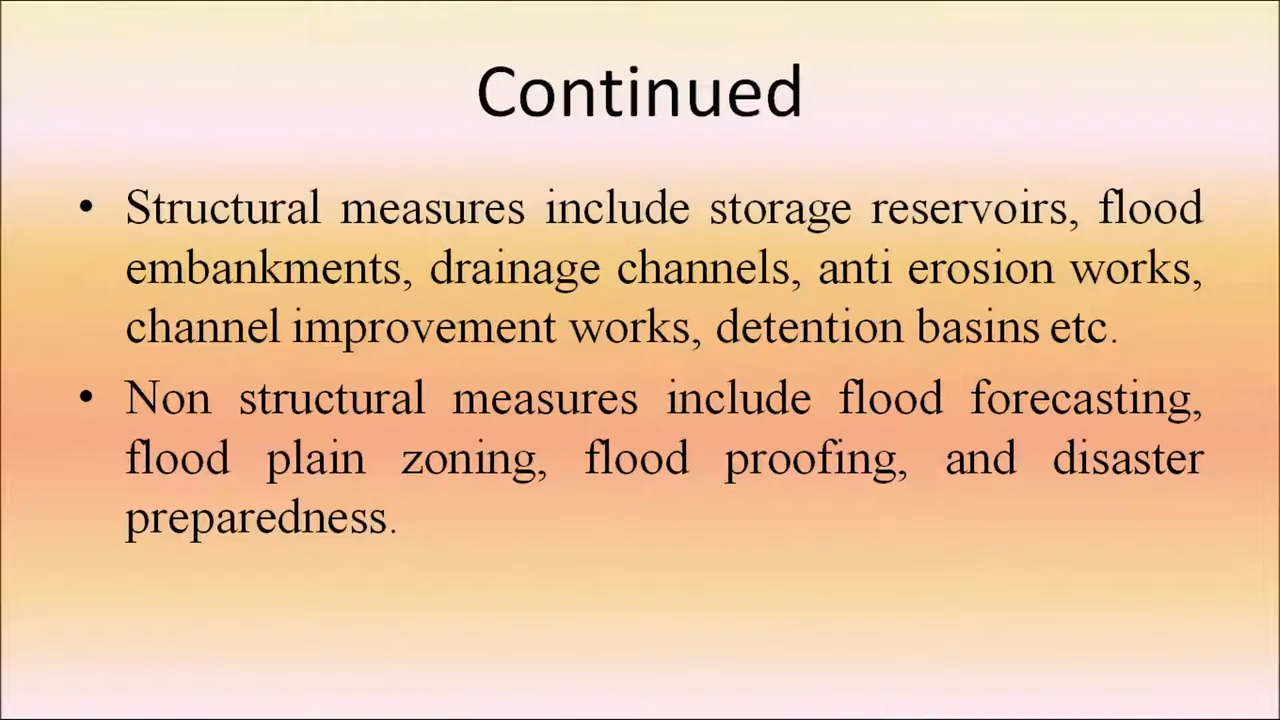 Continued
• Structural measures include storage reservoirs, flood
embankments, drainage channels, anti erosion works,
channel improvement works, detention basins etc.
• Non structural measures include flood forecasting,
flood plain zoning, flood proofing, and disaster
preparedness.